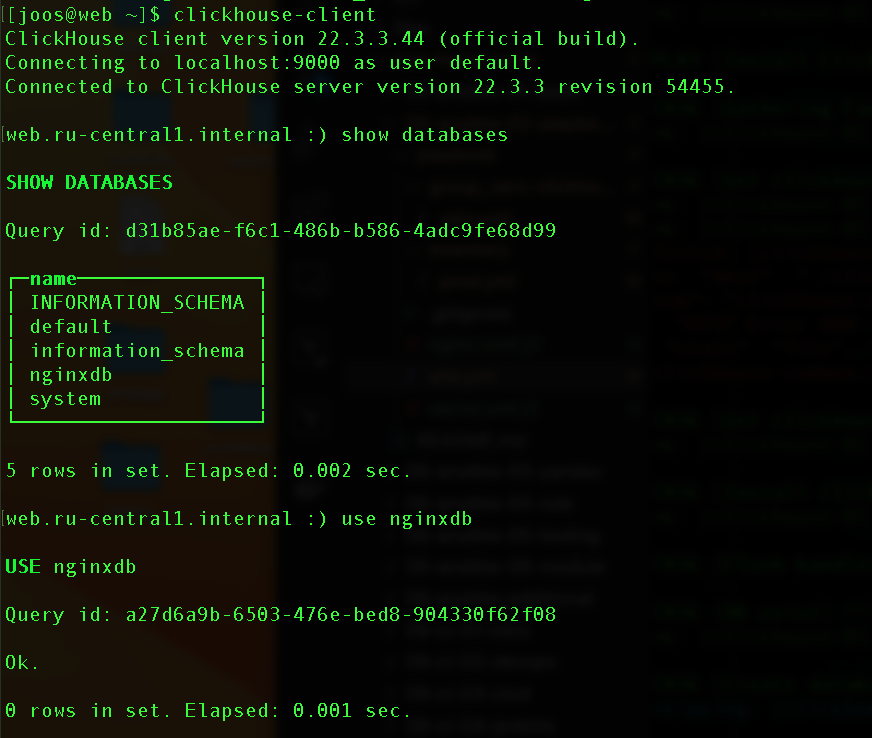 [[joos@web ~]$ clickhouse-client
ClickHouse client version 22.3.3.44 (official build).
Connecting to localhost:9000 as user default.
Connected to ClickHouse server version 22.3.3 revision 54455.
[web.ru-central1.internal :) show databases
SHOW DATABASES
Query id: d31b85ae-f6c1-486b-b586-4adc9fe68d99
┌─name───────────────┐
│ INFORMATION_SCHEMA │
│ default            │
│ information_schema │
│ nginxdb            │
│ system             │
└────────────────────┘
5 rows in set. Elapsed: 0.002 sec.
[web.ru-central1.internal :) use nginxdb
USE nginxdb
Query id: a27d6a9b-6503-476e-bed8-904330f62f08
Ok.
0 rows in set. Elapsed: 0.001 sec.